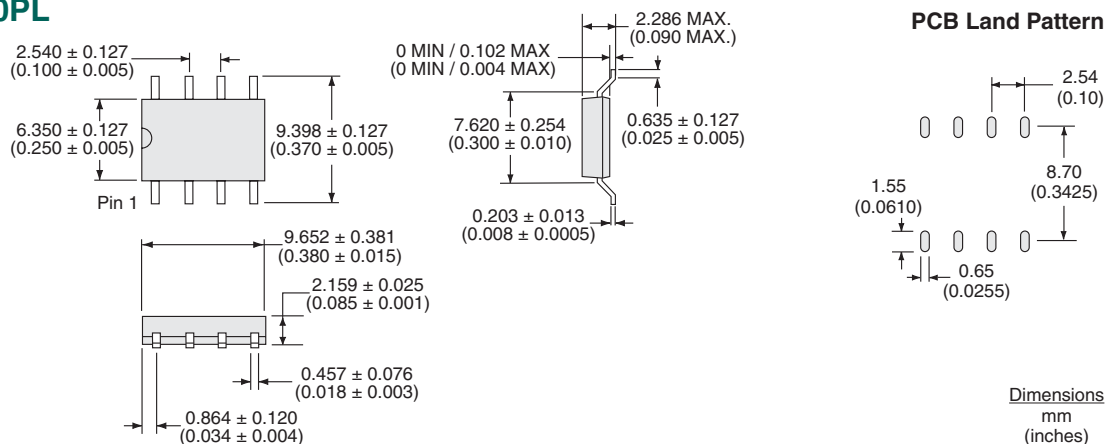 0PL
2.540 ± 0.127
(0.100 ± 0.005)
6.350 ± 0.127
(0.250 ± 0.005)
9.398 ± 0.127
(0.370 ± 0.005)
Pin 1
9.652 ± 0.381
(0.380 ± 0.015)
2.159 ± 0.025
(0.085 ± 0.001)
0.457 ± 0.076
(0.018 ± 0.003)
0.864 ± 0.120
(0.034 ± 0.004)
2.286 MAX.
(0.090 MAX.)
0 MIN / 0.102 MAX
(0 MIN / 0.004 MAX)
7.620 ± 0.254
(0.300 ± 0.010)
0.635 ± 0.127
(0.025 ± 0.005)
0.203 ± 0.013
(0.008 ± 0.0005)
PCB Land Pattern
2.54
(0.10)
8.70
(0.3425)
1.55
(0.0610)
0.65
(0.0255)
Dimensions
mm
(inches)